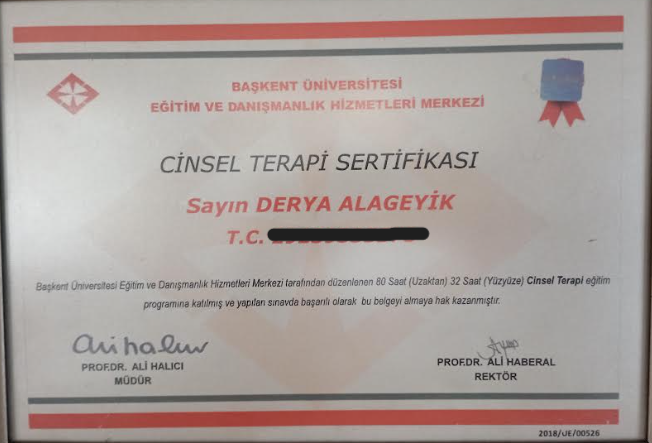 BAŞKENT ÜNİVERSİTESİ
EĞİTİM VE DANIŞMANLIK HİZMETLERİ MERKEZİ
CİNSEL TERAPİ SERTİFİKASI
Sayın DERYA ALAGEYİK
T.C.
Başkent Üniversitesi Eğitim ve Danışmanlık Hizmetleri Merkezi tarafından düzenlenen 80 Saat (Uzaktan) 32 Saat (Yüzyüze) Cinsel Terapi eğitim
programına katılmış ve yapılan sınavda başarılı olarak bu belgeyi almaya hak kazanmıştır.
PROF.DR. ALİ HALICI
MÜDÜR
PROF.DR. ALİ HABERAL
REKTÖR
2018/UE/00526